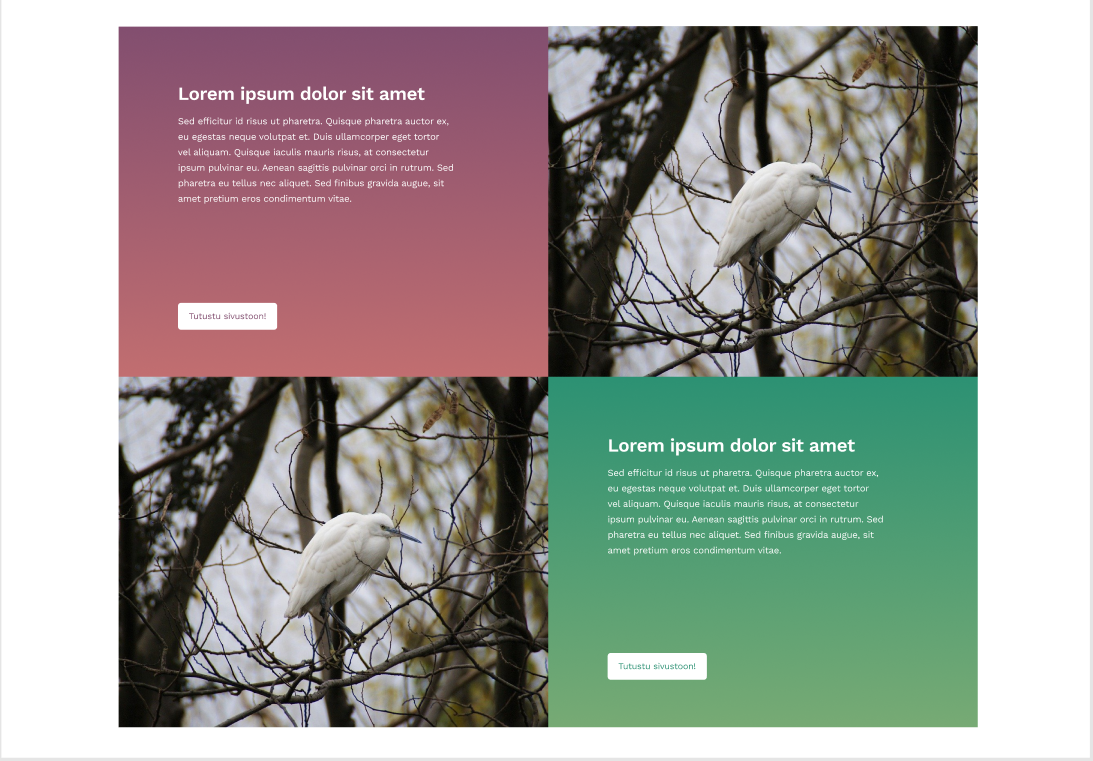 Lorem ipsum dolor sit amet
Sed efficitur id risus ut pharetra. Quisque pharetra auctor ex,
eu egestas neque volutpat et. Duis ullamcorper eget tortor
vel aliquam. Quisque iaculis mauris risus, at consectetur
ipsum pulvinar eu. Aenean sagittis pulvinar orci in rutrum. Sed
pharetra eu tellus nec aliquet. Sed finibus gravida augue, sit
amet pretium eros condimentum vitae.
Tutustu sivustoon!
Lorem ipsum dolor sit amet
Sed efficitur id risus ut pharetra. Quisque pharetra auctor ex,
eu egestas neque volutpat et. Duis ullamcorper eget tortor
vel aliquam. Quisque iaculis mauris risus, at consectetur
ipsum pulvinar eu. Aenean sagittis pulvinar orci in rutrum. Sed
pharetra eu tellus nec aliquet. Sed finibus gravida augue, sit
amet pretium eros condimentum vitae.
Tutustu sivustoon!